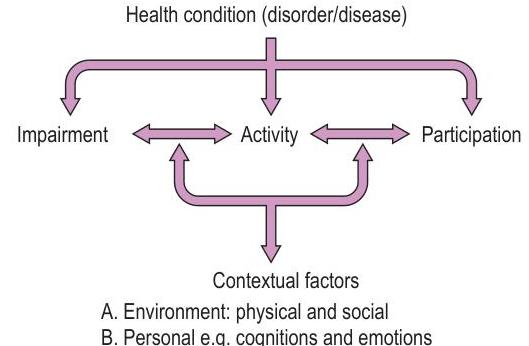 Health condition (disorder/disease)
Impairment Activity Participation
Contextual factors
A. Environment: physical and social
B. Personal e.g. cognitions and emotions